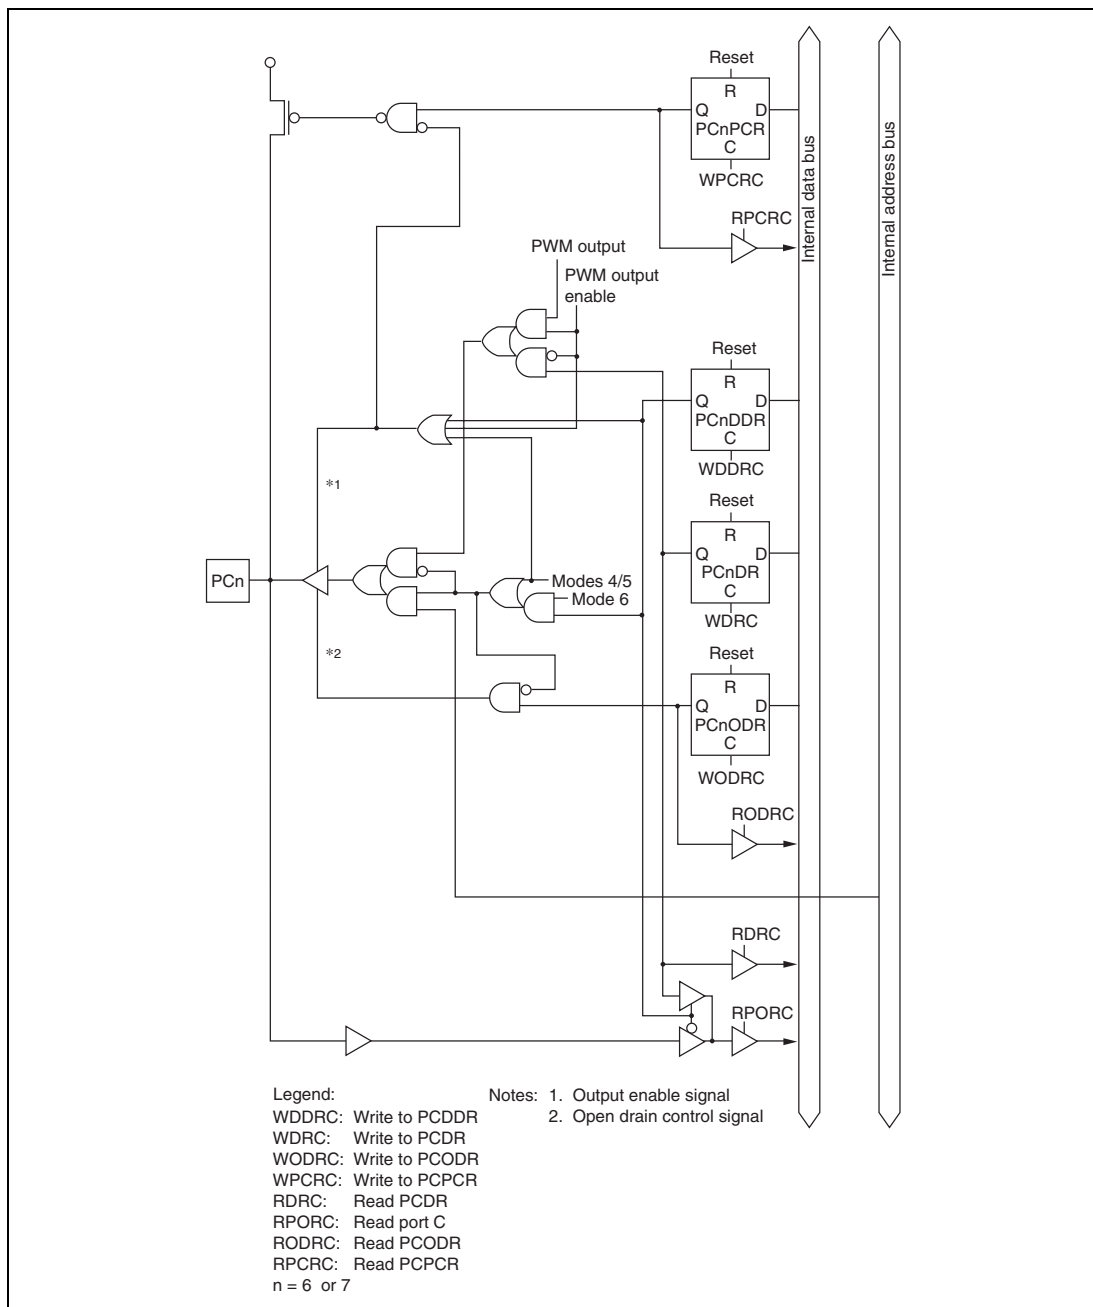 Reset
R
Q D
PCnPCR
C
WPCRC
Internal data bus
Internal address bus
RPCRC
PWM output
PWM output
enable
Reset
R
Q D
PCnDDR
C
WDDRC
*1
Reset
R
Q D
PCnDR
C
WDRC
PCn
Modes 4/5
Mode 6
*2
Reset
R
Q D
PCnODR
C
WODRC
RODRC
RDRC
RPORC
Legend:
WDDRC: Write to PCDDR
WDRC: Write to PCDR
WODRC: Write to PCODR
WPCRC: Write to PCPCR
RDRC: Read PCDR
RPORC: Read port C
RODRC: Read PCODR
RPCRC: Read PCPCR
n = 6 or 7
Notes: 1. Output enable signal
2. Open drain control signal